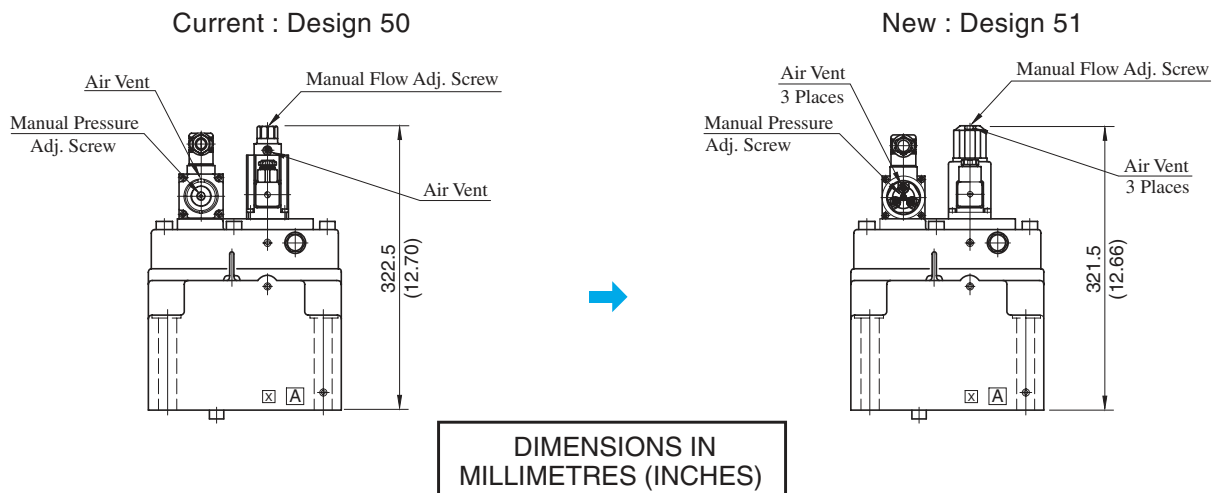 Current : Design 50
Air Vent
Manual Flow Adj. Screw
Manual Pressure
Adj. Screw
Air Vent
322.5
(12.70)
X A
New : Design 51
Air Vent
3 Places
Manual Flow Adj. Screw
Manual Pressure
Adj. Screw
Air Vent
3 Places
321.5
(12.66)
X A
DIMENSIONS IN
MILLIMETRES (INCHES)